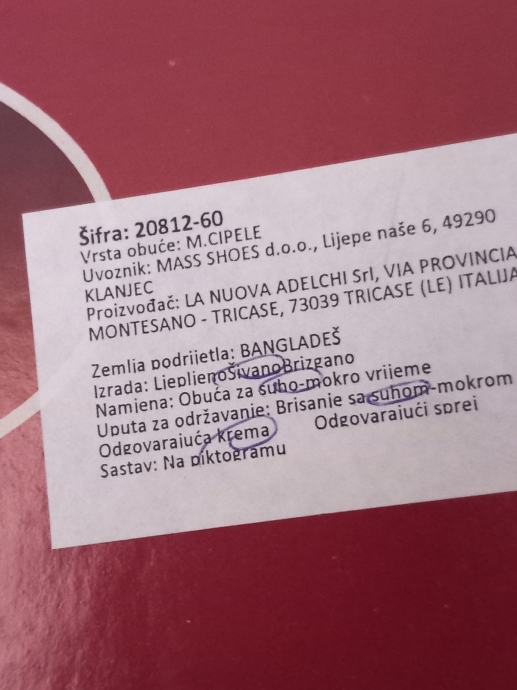 Šifra: 20812-60
Vrsta obuće: M.CIPELE
Uvoznik: MASS SHOES d.o.o., Lijepe naše 6, 49290
KLANJEC
Proizvođač: LA NUOVA ADELCHI Srl, VIA PROVINCIA
MONTESANO - TRICASE, 73039 TRICASE (LE) ITALIJA
Zemlja podrijetla: BANGLADEŠ
Izrada: LijepljenoŠivanoBrizgano
Namjena: Obuća za suho-mokro vrijeme
Uputa za održavanje: Brisanje sa suhom-mokrom
Odgovarajuća krema Odgovarajući sprej
Sastav: Na piktogramu